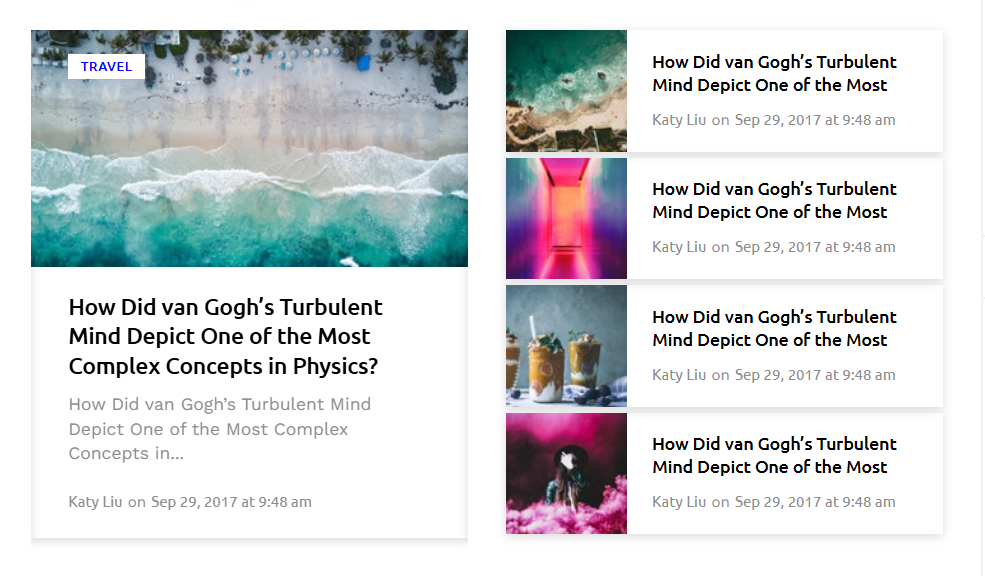 TRAVEL
How Did van Gogh’s Turbulent
Mind Depict One of the Most
Complex Concepts in Physics?
How Did van Gogh’s Turbulent Mind
Depict One of the Most Complex
Concepts in...
Katy Liu on Sep 29, 2017 at 9:48 am
How Did van Gogh’s Turbulent
Mind Depict One of the Most
Katy Liu on Sep 29, 2017 at 9:48 am
How Did van Gogh’s Turbulent
Mind Depict One of the Most
Katy Liu on Sep 29, 2017 at 9:48 am
How Did van Gogh’s Turbulent
Mind Depict One of the Most
Katy Liu on Sep 29, 2017 at 9:48 am
How Did van Gogh’s Turbulent
Mind Depict One of the Most
Katy Liu on Sep 29, 2017 at 9:48 am